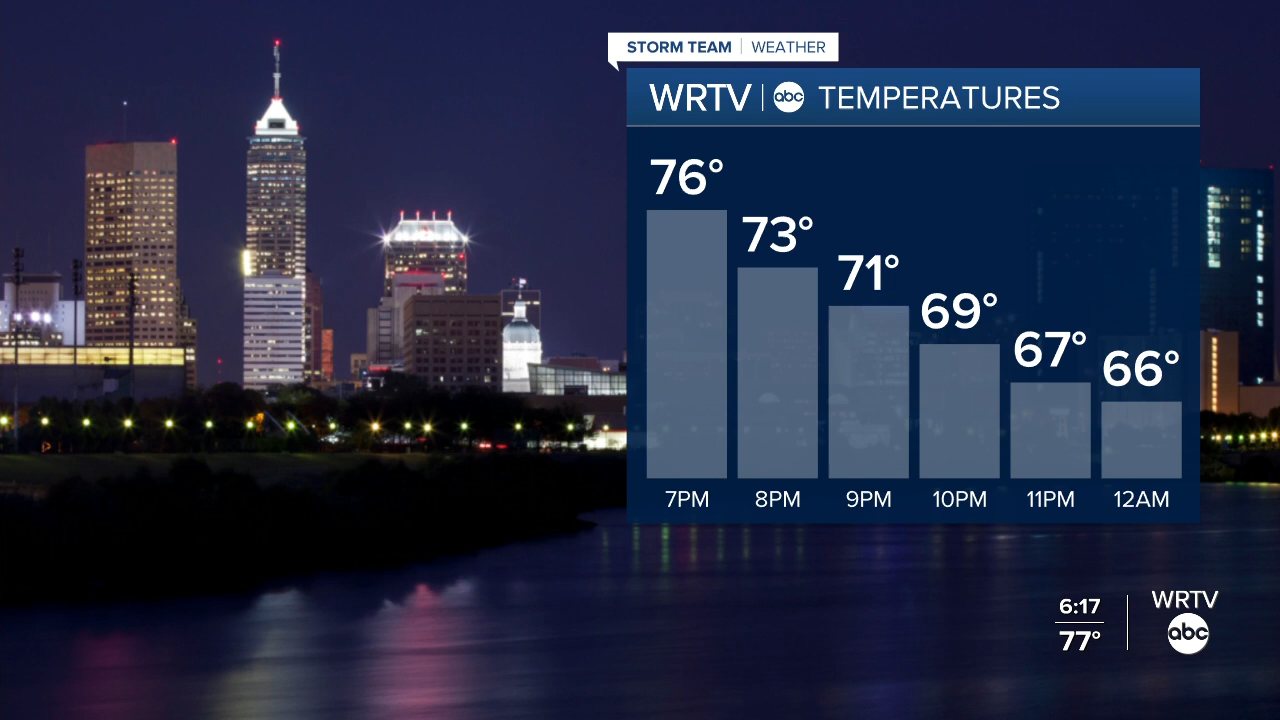 STORM TEAM | WEATHER
WRTV | abc TEMPERATURES
76° 73° 71° 69° 67° 66°
7PM 8PM 9PM 10PM 11PM 12AM
6:17
77°
WRTV
abc